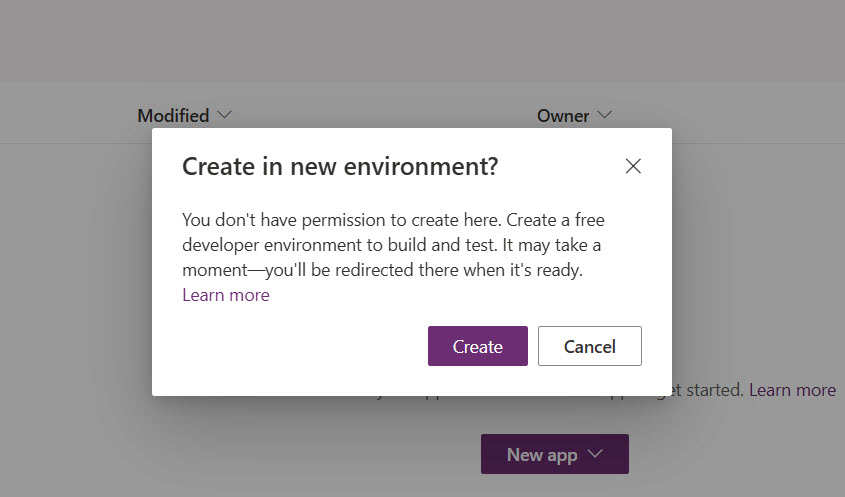 Modified
Owner
Create in new environment?
You don't have permission to create here. Create a free
developer environment to build and test. It may take a
moment—you'll be redirected there when it's ready.
Learn more
Create
Cancel
get started. Learn more
New app